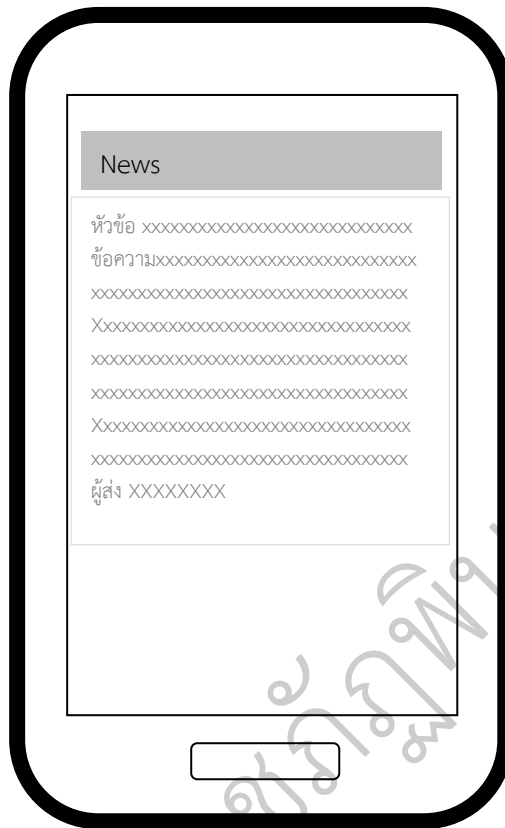 News
หัวข้อ xxxxxxxxxxxxxxxxxxxxxxxxxxxxx
ข้อความxxxxxxxxxxxxxxxxxxxxxxxxxxxx
xxxxxxxxxxxxxxxxxxxxxxxxxxxxxxxxxx
Xxxxxxxxxxxxxxxxxxxxxxxxxxxxxxxxxx
xxxxxxxxxxxxxxxxxxxxxxxxxxxxxxxxxx
xxxxxxxxxxxxxxxxxxxxxxxxxxxxxxxxxx
Xxxxxxxxxxxxxxxxxxxxxxxxxxxxxxxxxx
xxxxxxxxxxxxxxxxxxxxxxxxxxxxxxxxxx
ผู้ส่ง XXXXXXXX